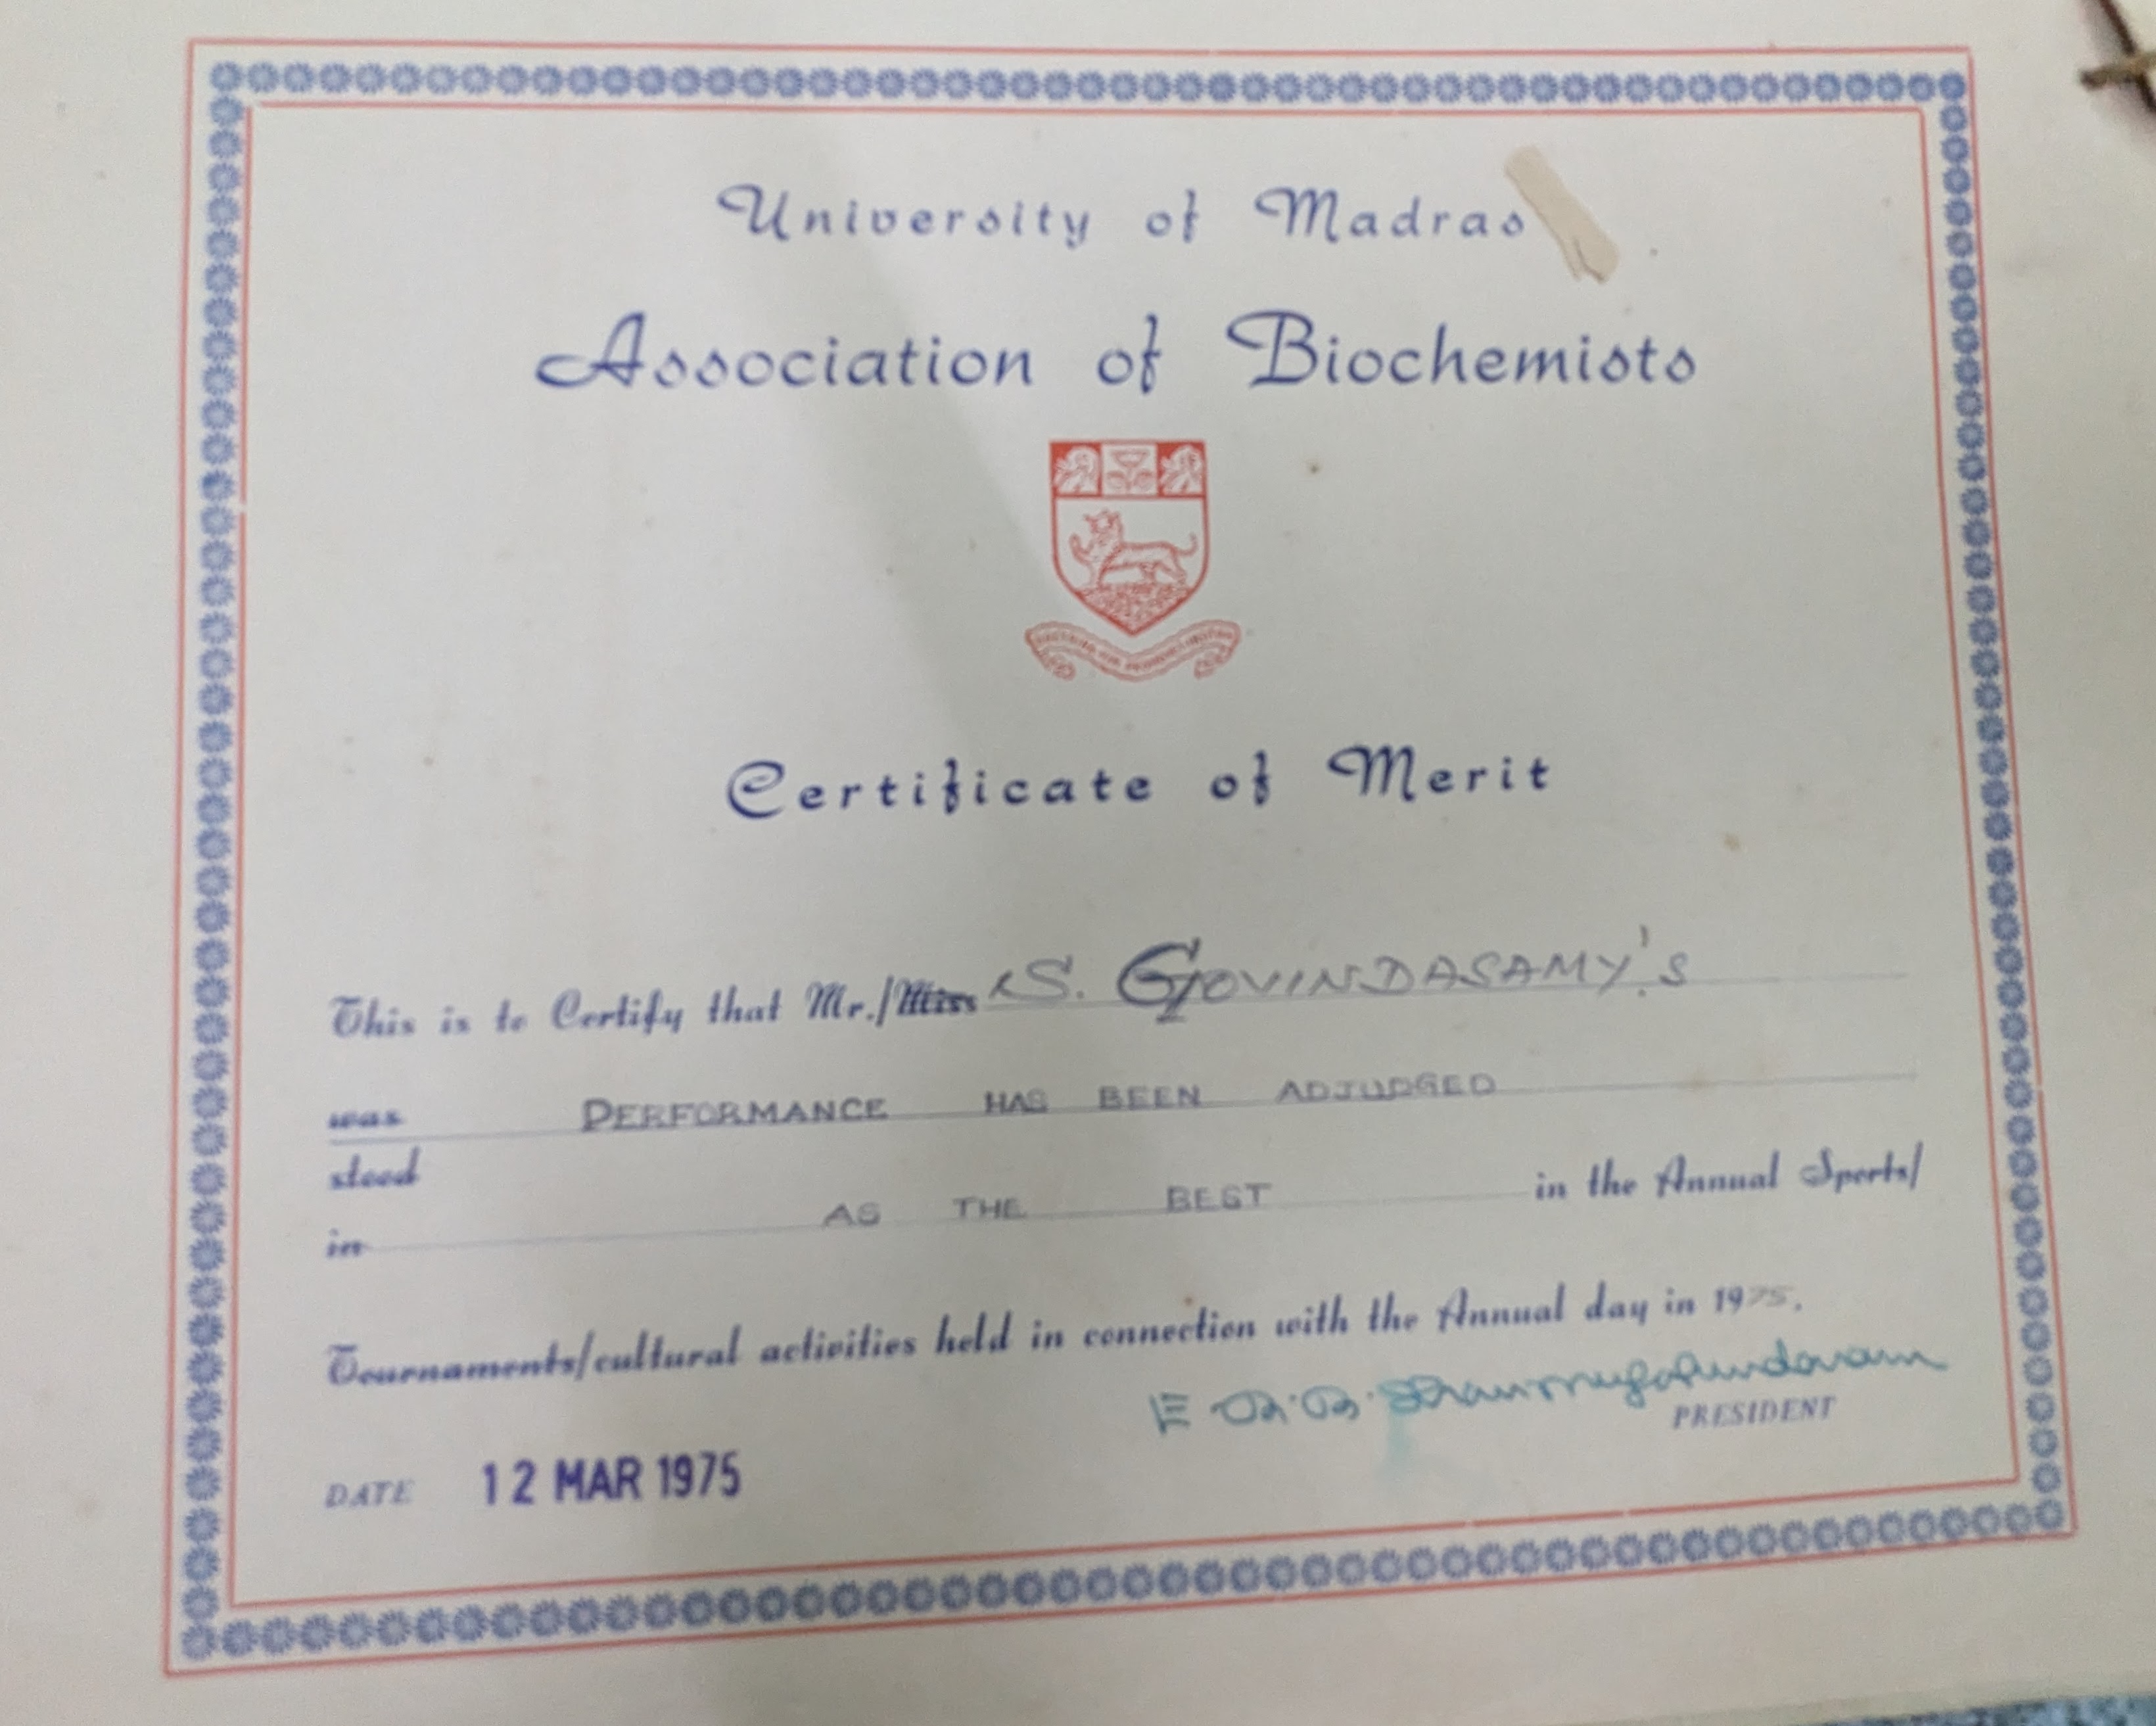 University of Madras
Association of Biochemists
Certificate of Merit
This is to Certify that Mr./Miss S. GOVINDASAMY'S
was PERFORMANCE HAS BEEN ADJUDGED
stood
in AS THE BEST in the Annual Sports/
Tournaments/cultural activities held in connection with the Annual day in 1975.
PRESIDENT
DATE 12 MAR 1975